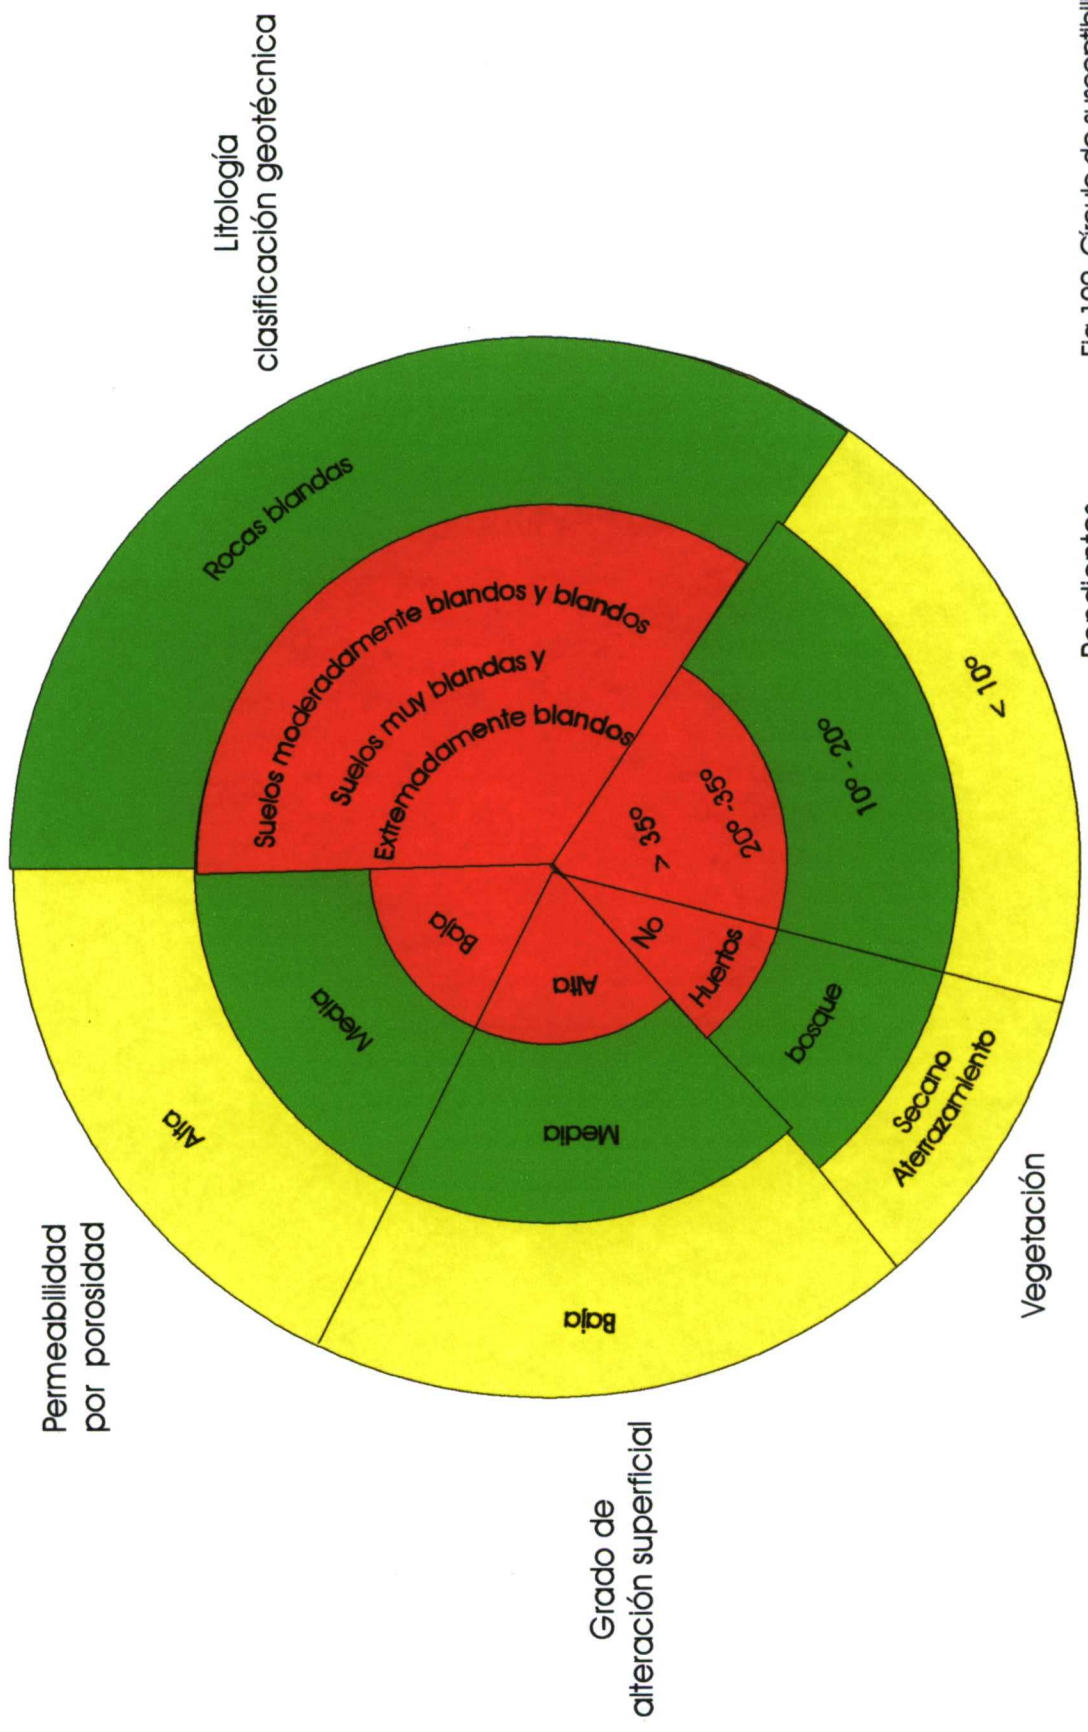 Litología
clasificación geotécnica
Rocas blandas
Suelos moderadamente blandos y blandos
Suelos muy blandas y
Extremadamente blandos
Permeabilidad
por porosidad
Alta
Media
Baja
Grado de
alteración superficial
Baja
Media
Alta
Vegetación
No
Huertos
bosque
Secano
Aterrazamiento
> 35º
20º -35º
10º - 20º
< 10º